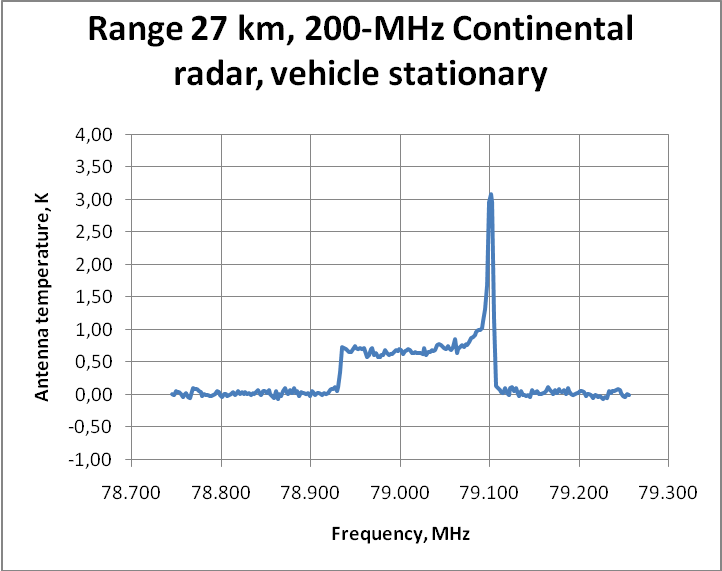 Range 27 km, 200-MHz Continental
radar, vehicle stationary
4,00
3,50
3,00
2,50
2,00
1,50
1,00
0,50
0,00
-0,50
-1,00
Antenna temperature, K
78.700 78.800 78.900 79.000 79.100 79.200 79.300
Frequency, MHz